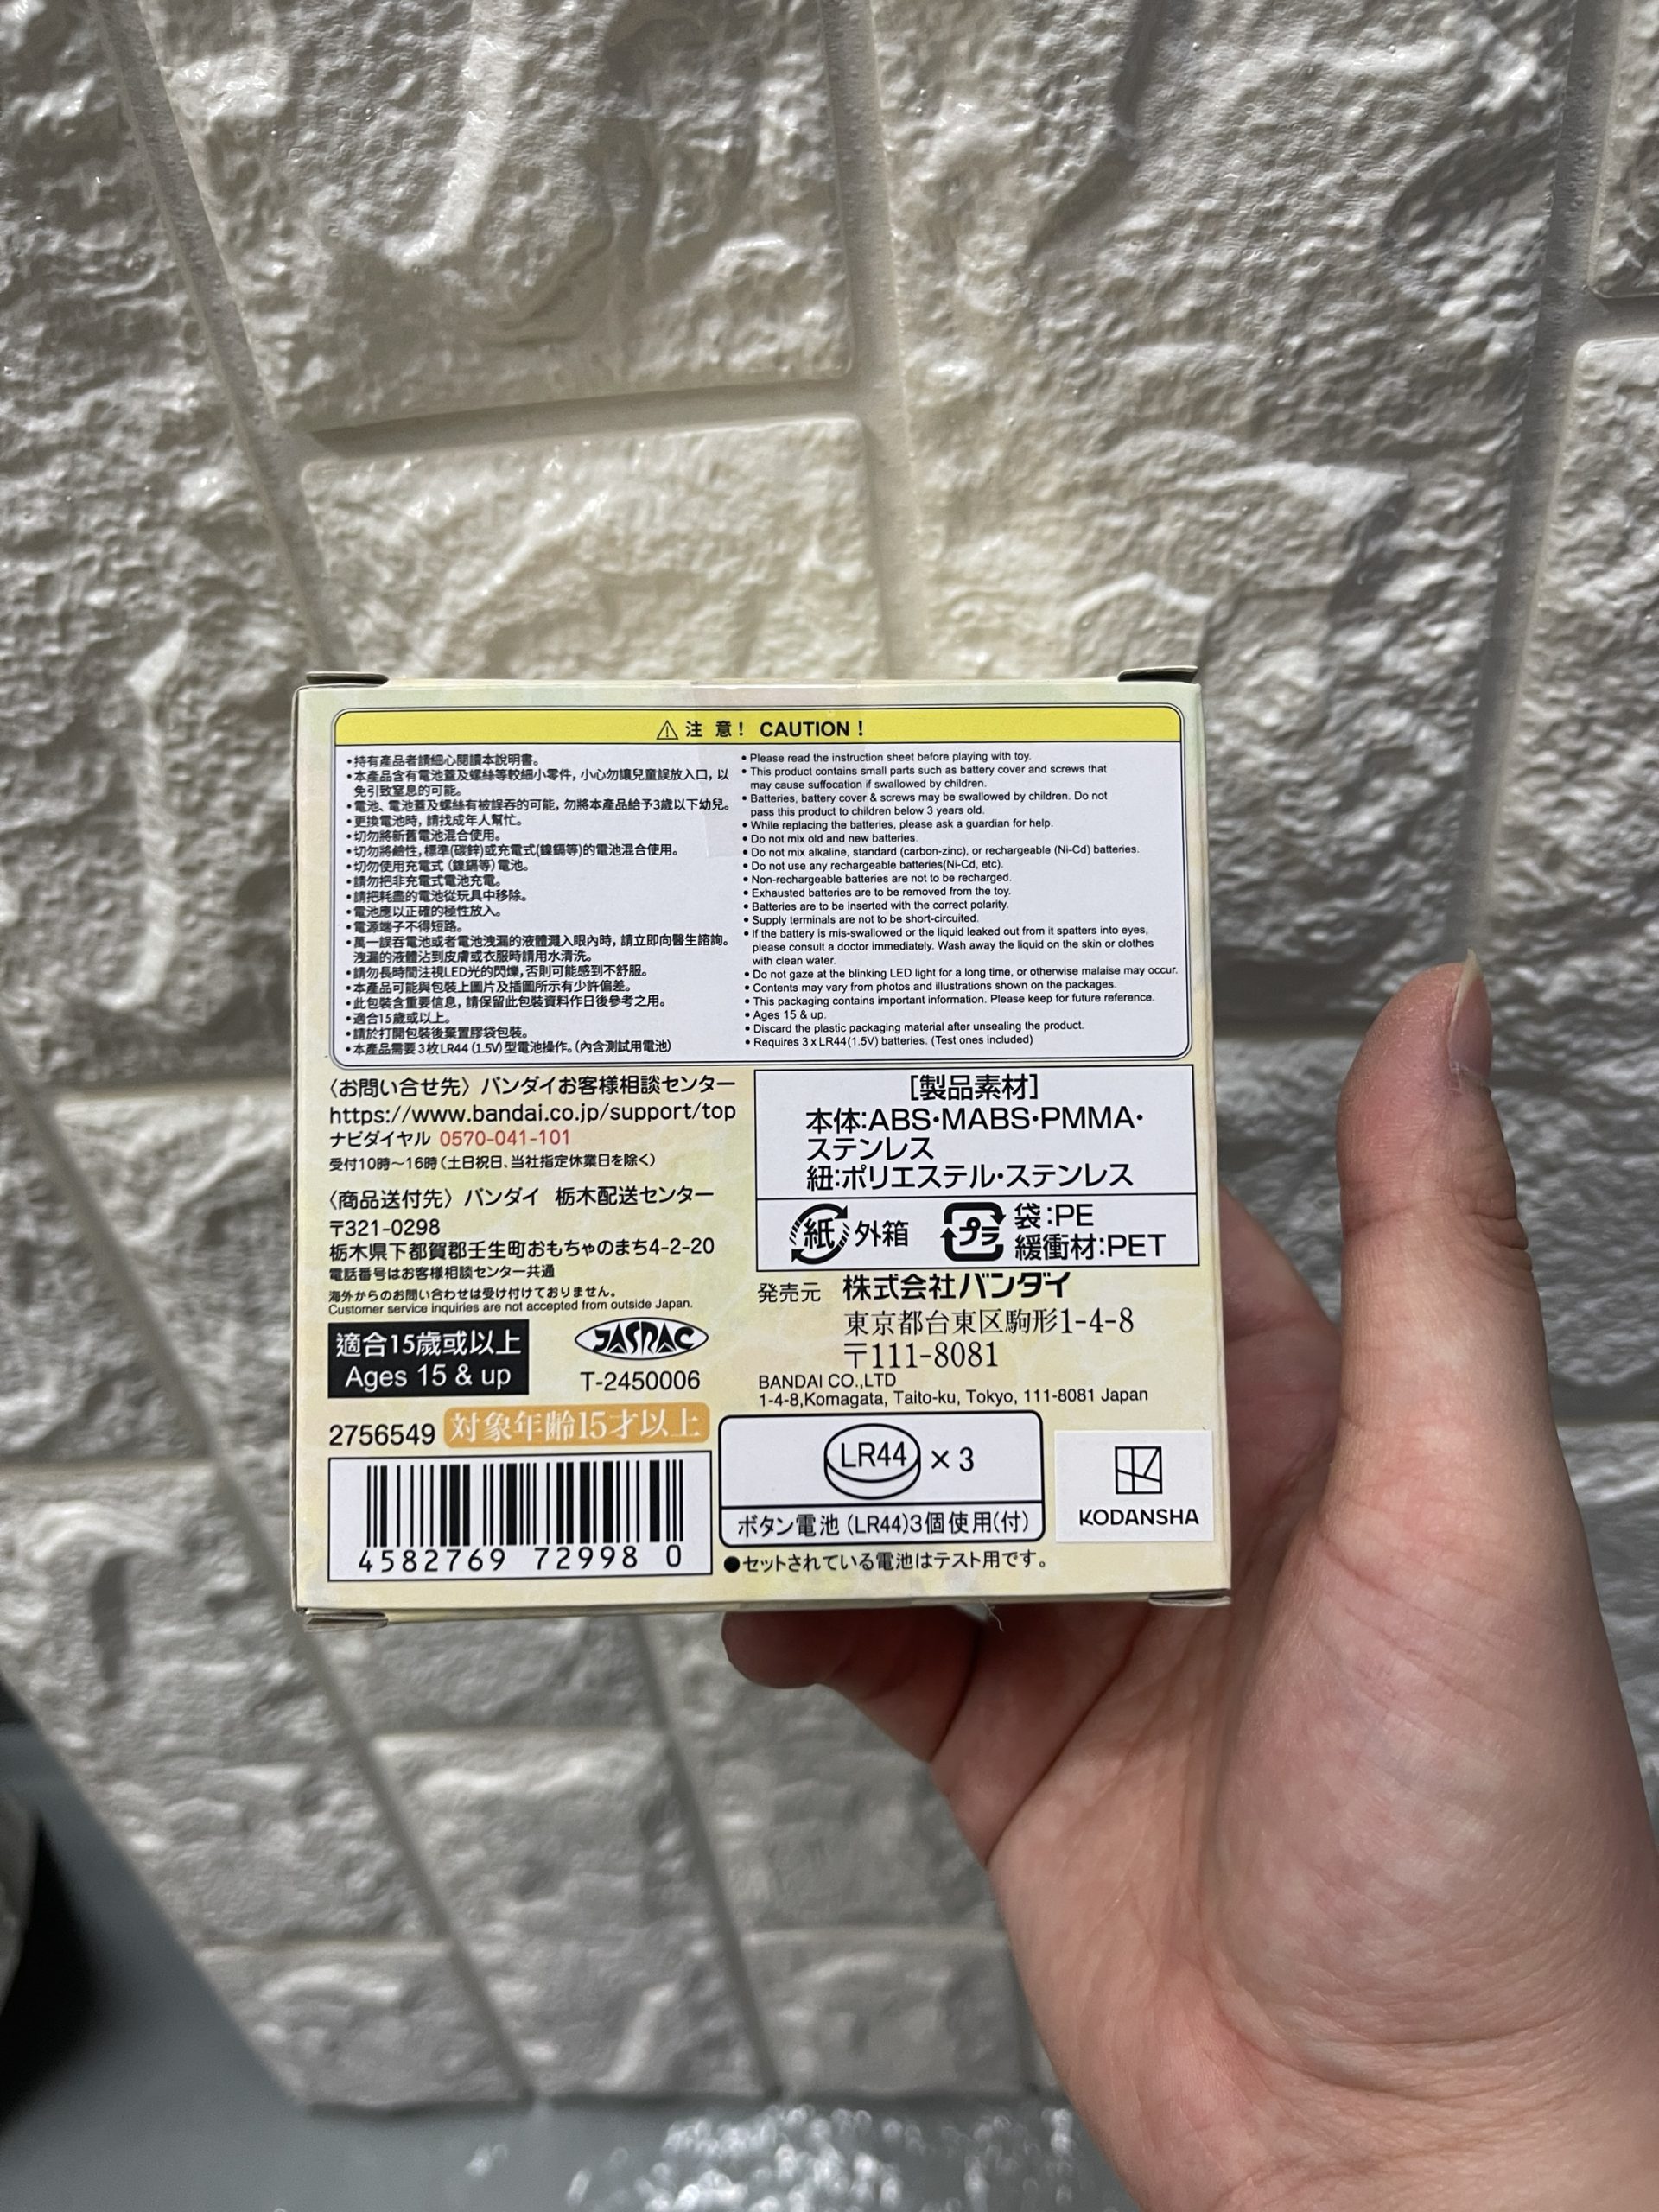 ⚠注 意! CAUTION!
•持有產品者請細心閱讀本說明書。
•本產品含有電池蓋及螺絲等較細小零件，小心勿讓兒童誤放入口，以
免引致窒息的可能。
•電池、電池蓋及螺絲有被誤吞的可能，勿將本產品給予3歲以下幼兒。
•更換電池時，請找成年人幫忙。
•切勿將新舊電池混合使用。
•切勿將鹼性，標準(碳鋅)或充電式(鎳鎘等)的電池混合使用。
•切勿使用充電式（鎳鎘等）電池。
•請勿把非充電式電池充電。
•請把耗盡的電池從玩具中移除。
•電池應以正確的極性放入。
•電源端子不得短路。
•萬一誤吞電池或者電池洩漏的液體濺入眼內時，請立即向醫生諮詢。
洩漏的液體沾到皮膚或衣服時請用水清洗。
•請勿長時間注視LED光的閃爍，否則可能感到不舒服。
•本產品可能與包裝上圖片及插圖所示有少許偏差。
•此包裝含重要信息，請保留此包裝資料作日後參考之用。
•適合15歲或以上。
•請於打開包裝後棄置膠袋包裝。
•本產品需要3枚LR44（1.5V）型電池操作。（內含測試用電池）
• Please read the instruction sheet before playing with toy.
• This product contains small parts such as battery cover and screws that
may cause suffocation if swallowed by children.
• Batteries, battery cover & screws may be swallowed by children. Do not
pass this product to children below 3 years old.
• While replacing the batteries, please ask a guardian for help.
• Do not mix old and new batteries.
• Do not mix alkaline, standard (carbon-zinc), or rechargeable (Ni-Cd) batteries.
• Do not use any rechargeable batteries(Ni-Cd, etc).
• Non-rechargeable batteries are not to be recharged.
• Exhausted batteries are to be removed from the toy.
• Batteries are to be inserted with the correct polarity.
• Supply terminals are not to be short-circuited.
• If the battery is mis-swallowed or the liquid leaked out from it spatters into eyes,
please consult a doctor immediately. Wash away the liquid on the skin or clothes
with clean water.
• Do not gaze at the blinking LED light for a long time, or otherwise malaise may occur.
• Contents may vary from photos and illustrations shown on the packages.
• This packaging contains important information. Please keep for future reference.
• Ages 15 & up.
• Discard the plastic packaging material after unsealing the product.
• Requires 3 x LR44(1.5V) batteries. (Test ones included)
〈お問い合せ先〉バンダイお客様相談センター
https://www.bandai.co.jp/support/top
ナビダイヤル 0570-041-101
受付10時〜16時（土日祝日、当社指定休業日を除く）
〈商品送付先〉バンダイ 栃木配送センター
〒321-0298
栃木県下都賀郡壬生町おもちゃのまち4-2-20
電話番号はお客様相談センター共通
海外からのお問い合わせは受け付けておりません。
Customer service inquiries are not accepted from outside Japan.
適合15歲或以上
Ages 15 & up
JASRAC
T-2450006
2756549 対象年齢15才以上
4582769 72998 0
[製品素材]
本体:ABS・MABS・PMMA・
ステンレス
紐:ポリエステル・ステンレス
紙 外箱
プラ 袋:PE
緩衝材:PET
発売元 株式会社バンダイ
東京都台東区駒形1-4-8
〒111-8081
BANDAI CO.,LTD
1-4-8,Komagata, Taito-ku, Tokyo, 111-8081 Japan
LR44 ×3
ボタン電池（LR44）3個使用（付）
●セットされている電池はテスト用です。
KODANSHA